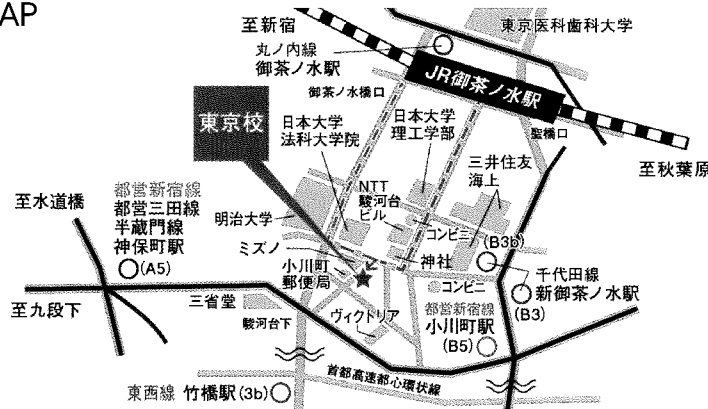 AP
至新宿
東京医科歯科大学
丸ノ内線
御茶ノ水駅
JR御茶ノ水駅
御茶ノ水橋口
聖橋口
至秋葉原
東京校
日本大学
法科大学院
日本大学
理工学部
三井住友
海上
NTT
駿河台
ビル
コンビニ
(B3b)
至水道橋
都営新宿線
都営三田線
半蔵門線
神保町駅
(A5)
明治大学
ミズノ
小川町
郵便局
神社
コンビニ
千代田線
新御茶ノ水駅
(B3)
至九段下
三省堂
駿河台下
ヴィクトリア
都営新宿線
小川町駅
(B5)
首都高速都心環状線
東西線 竹橋駅(3b)